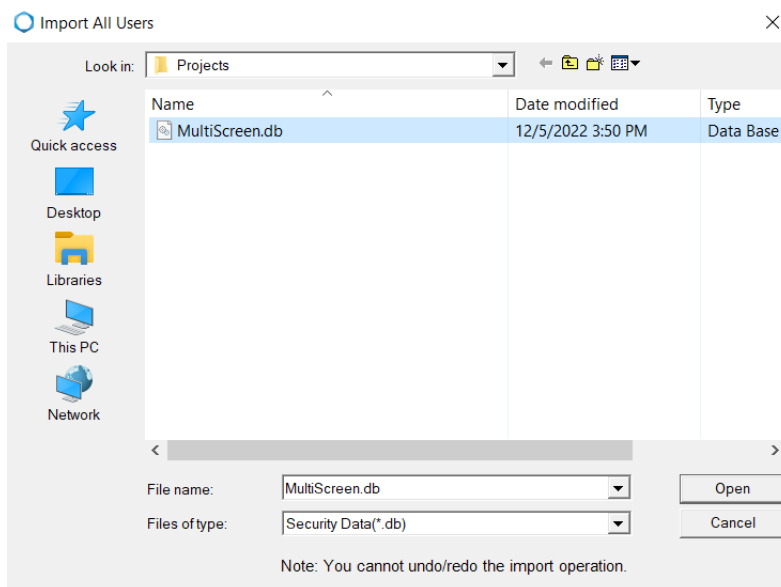 Import All Users
Look in: Projects
Name Date modified Type
MultiScreen.db 12/5/2022 3:50 PM Data Base
Quick access
Desktop
Libraries
This PC
Network
File name: MultiScreen.db Open
Files of type: Security Data(*.db) Cancel
Note: You cannot undo/redo the import operation.